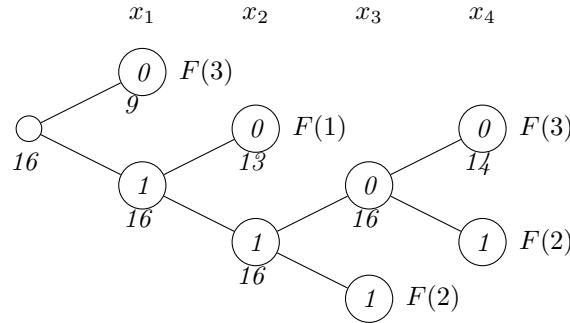 x₁ x₂ x₃ x₄
0 F(3)
9
0 F(1)
0 F(3)
16
13
14
1
0
16
16
1
1 F(2)
16
1 F(2)